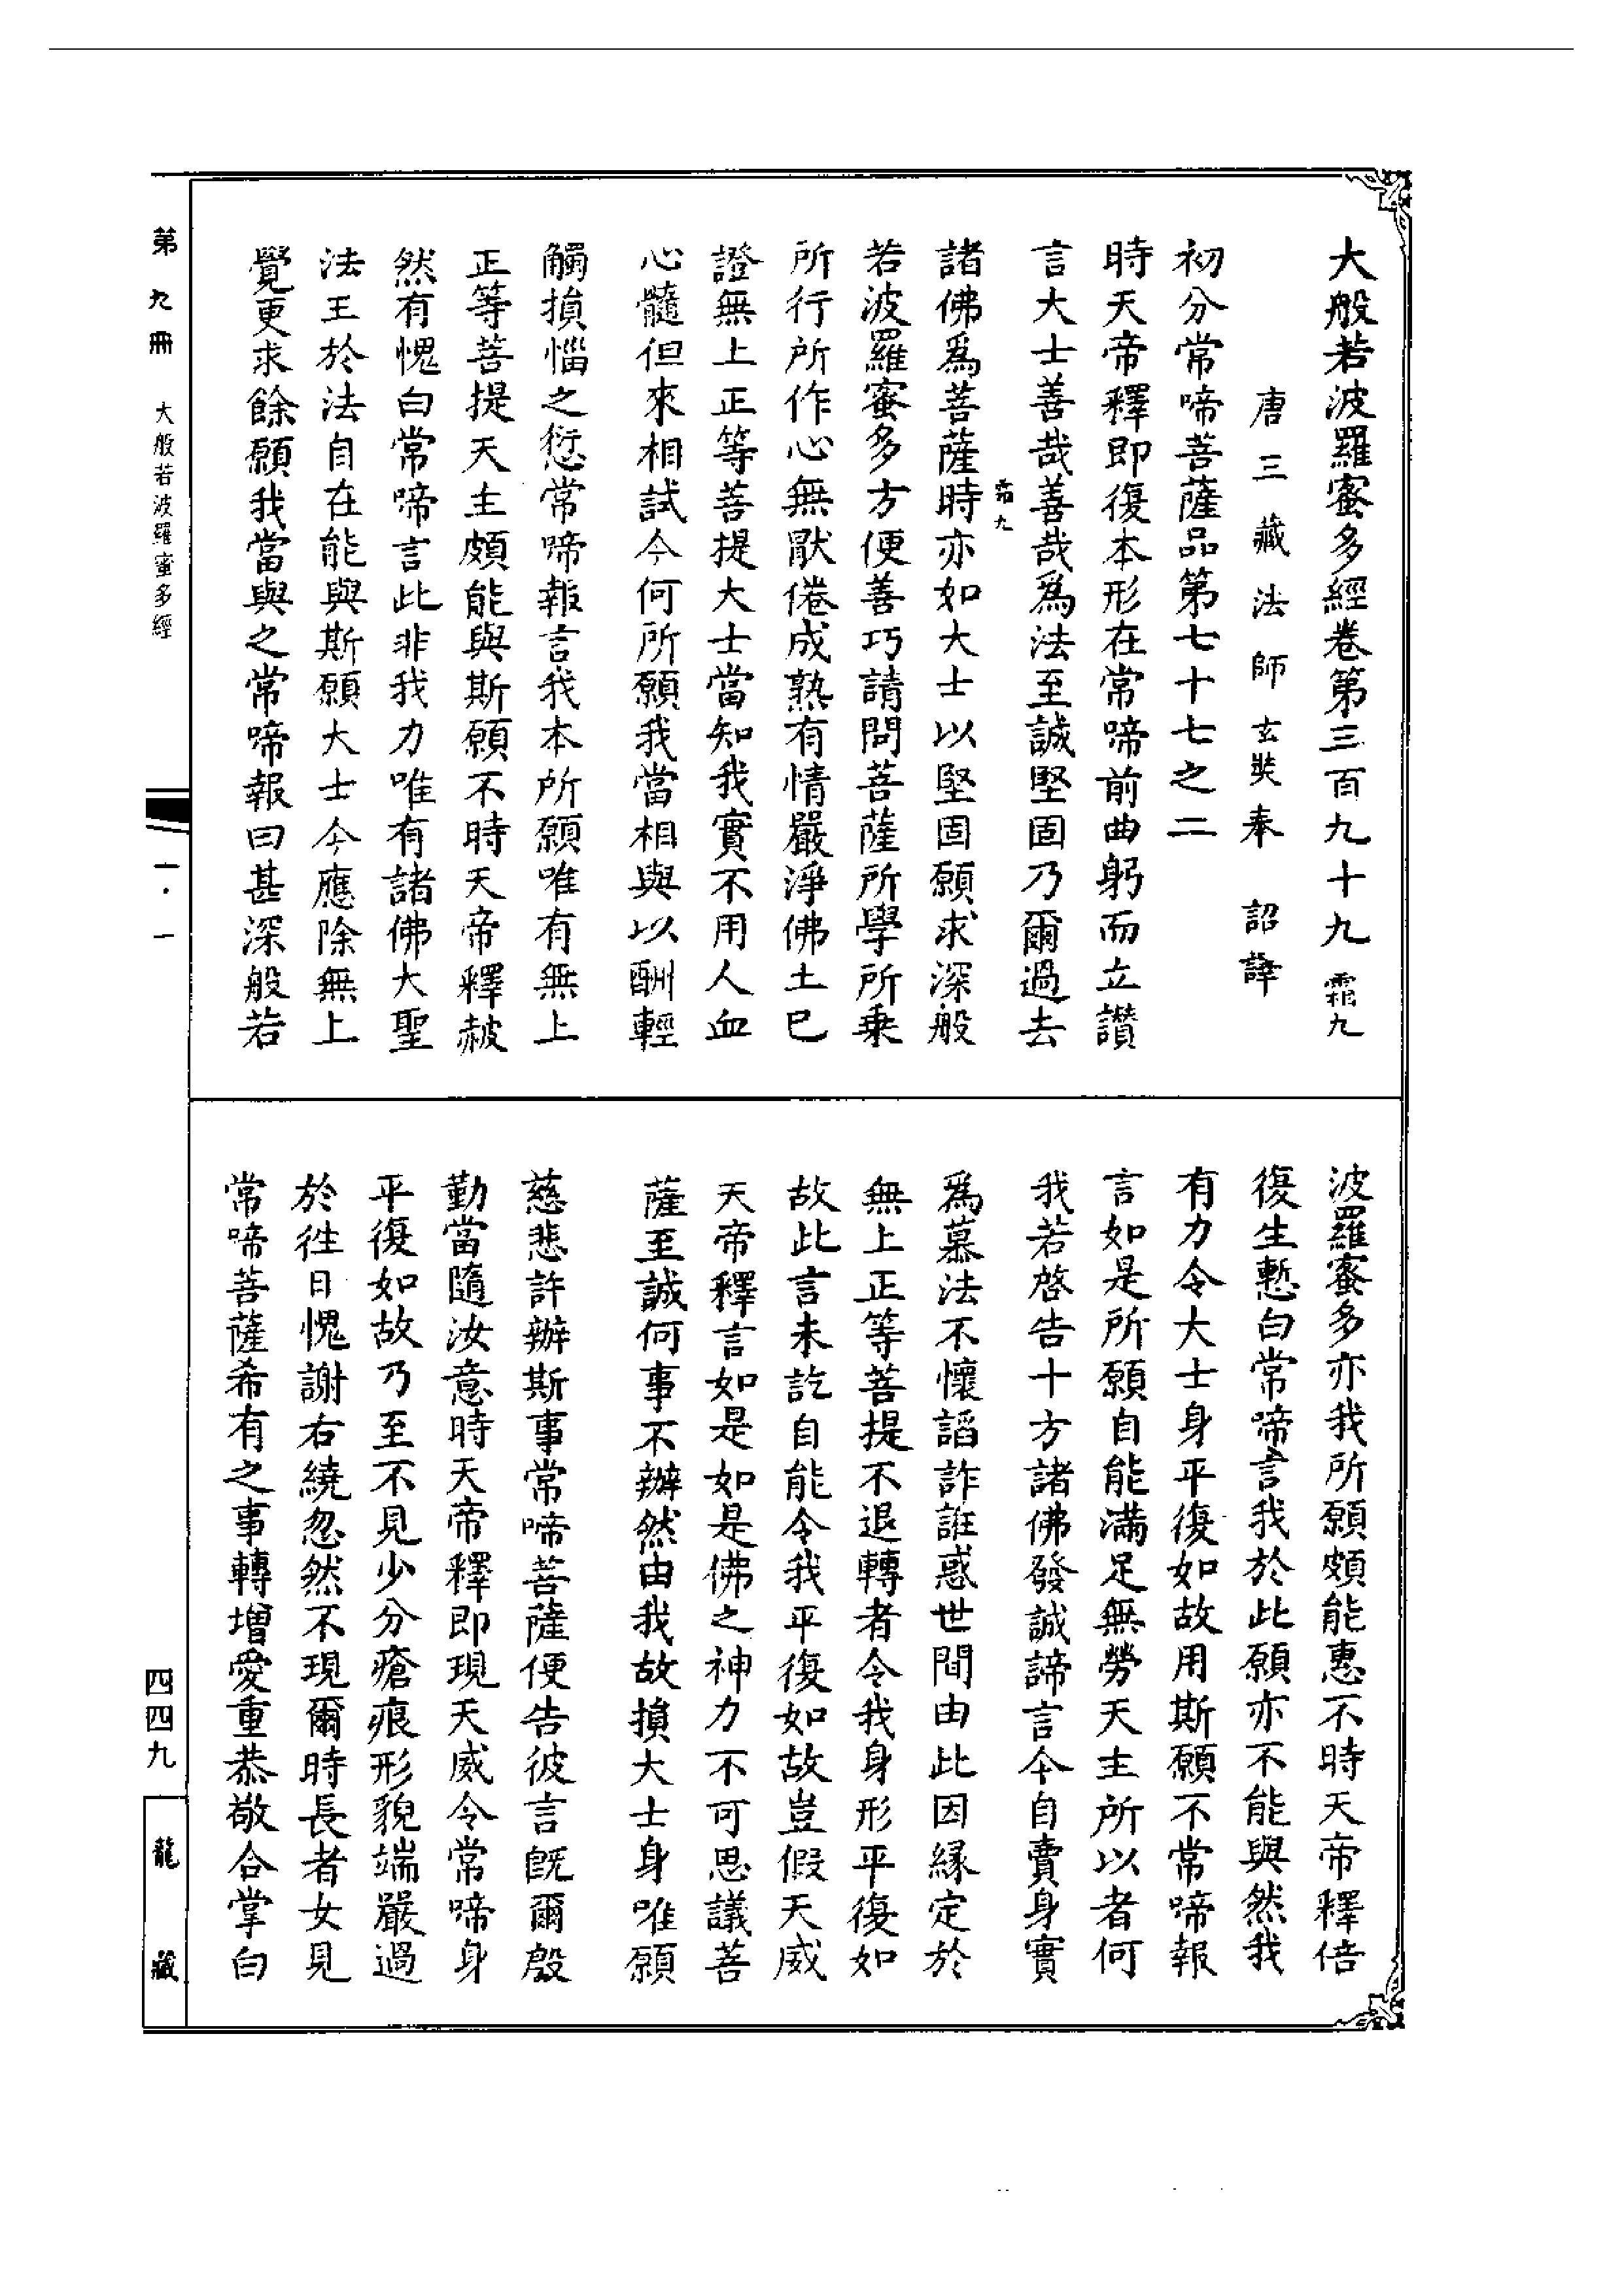 大般若波羅蜜多經卷第三百九十九 霜九
唐三藏法師玄奘奉 詔譯
初分常啼菩薩品第七十七之二
時天帝釋即復本形在常啼前曲躬而立讚
言大士善哉善哉爲法至誠堅固乃爾過去
霜九
諸佛爲菩薩時亦如大士以堅固願求深般
若波羅蜜多方便善巧請問菩薩所學所乗
所行所作心無猒倦成熟有情嚴淨佛土已
證無上正等菩提大士當知我實不用人血
心髓但來相試今何所願我當相與以酬輕
觸損惱之愆常啼報言我本所願唯有無上
正等菩提天主頗能與斯願不時天帝釋赧
然有愧白常啼言此非我力唯有諸佛大聖
法王於法自在能與斯願大士今應除無上
覺更求餘願我當與之常啼報曰甚深般若
波羅蜜多亦我所願頗能惠不時天帝釋倍
復生慙白常啼言我於此願亦不能與然我
有力令大士身平復如故用斯願不常啼報
言如是所願自能滿足無勞天主所以者何
我若啓告十方諸佛發誠諦言今自賣身實
爲慕法不懷諂詐誑惑世間由此因緣定於
無上正等菩提不退轉者令我身形平復如
故此言未訖自能令我平復如故豈假天威
天帝釋言如是如是佛之神力不可思議菩
薩至誠何事不辦然由我故損大士身唯願
慈悲許辦斯事常啼菩薩便告彼言既爾慇
勤當隨汝意時天帝釋即現天威令常啼身
平復如故乃至不見少分瘡痕形貌端嚴過
於往日愧謝右繞忽然不現爾時長者女見
常啼菩薩希有之事轉增愛重恭敬合掌白
第九冊 大般若波羅蜜多經
一·一
四四九
龍藏